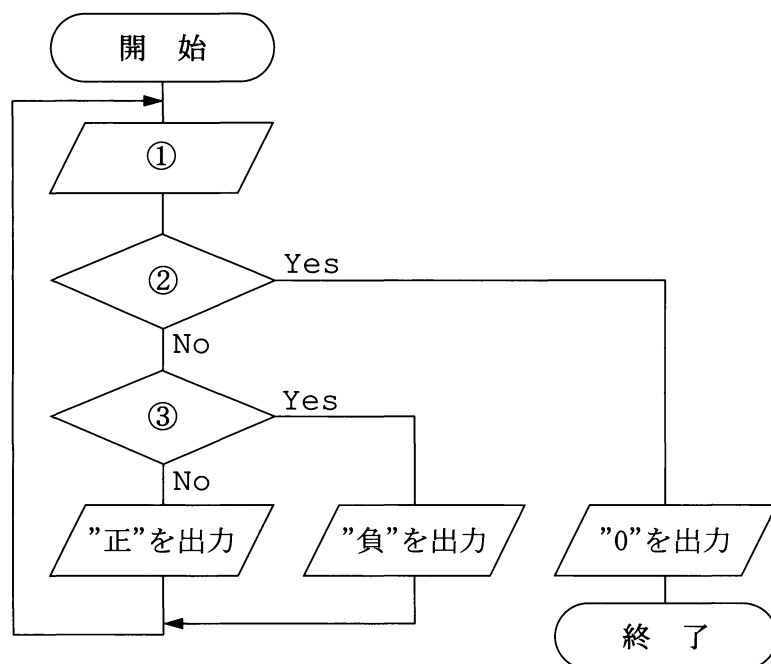 開 始
①
②
Yes
No
③
Yes
No
”正”を出力
”負”を出力
”0”を出力
終 了